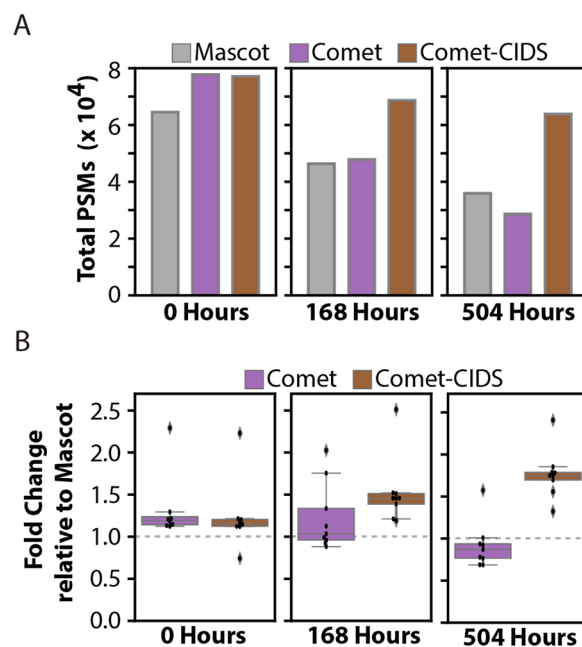 A
Mascot Comet Comet-CIDS
Total PSMs (x 10⁴)
8
6
4
2
0
0 Hours 168 Hours 504 Hours
B
Comet Comet-CIDS
Fold Change
relative to Mascot
2.5
2.0
1.5
1.0
0.5
0.0
0 Hours 168 Hours 504 Hours